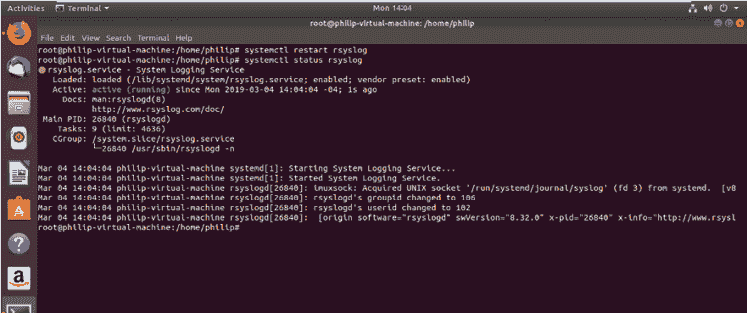 Activities Terminal Mon 14:04
root@philip-virtual-machine: /home/philip
File Edit View Search Terminal Help
root@philip-virtual-machine:/home/philip# systemctl restart rsyslog
root@philip-virtual-machine:/home/philip# systemctl status rsyslog
● rsyslog.service - System Logging Service
Loaded: loaded (/lib/systemd/system/rsyslog.service; enabled; vendor preset: enabled)
Active: active (running) since Mon 2019-03-04 14:04:04 -04; 1s ago
Docs: man:rsyslogd(8)
http://www.rsyslog.com/doc/
Main PID: 26840 (rsyslogd)
Tasks: 9 (limit: 4636)
CGroup: /system.slice/rsyslog.service
└─26840 /usr/sbin/rsyslogd -n
Mar 04 14:04:04 philip-virtual-machine systemd[1]: Starting System Logging Service...
Mar 04 14:04:04 philip-virtual-machine systemd[1]: Started System Logging Service.
Mar 04 14:04:04 philip-virtual-machine rsyslogd[26840]: imuxsock: Acquired UNIX socket '/run/systemd/journal/syslog' (fd 3) from systemd. [v8
Mar 04 14:04:04 philip-virtual-machine rsyslogd[26840]: rsyslogd's groupid changed to 106
Mar 04 14:04:04 philip-virtual-machine rsyslogd[26840]: rsyslogd's userid changed to 102
Mar 04 14:04:04 philip-virtual-machine rsyslogd[26840]: [origin software="rsyslogd" swVersion="8.32.0" x-pid="26840" x-info="http://www.rsysl
root@philip-virtual-machine:/home/philip#